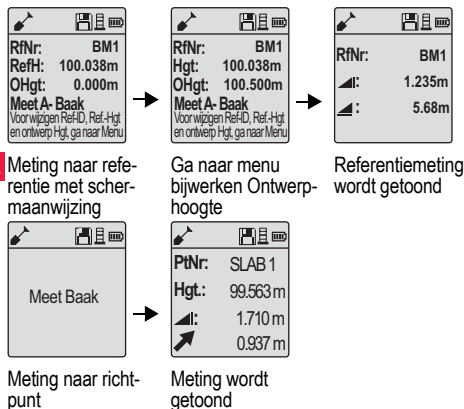 RfNr: BM1
RefH: 100.038m
OHgt: 0.000m
Meet A- Baak
Voor wijzigen Ref-ID, Ref.-Hgt
en ontwerp Hgt, ga naar Menu
Meting naar refe-
rentie met scher-
maanwijzing
RfNr: BM1
Hgt: 100.038m
OHgt: 100.500m
Meet A- Baak
Voor wijzigen Ref-ID, Ref.-Hgt
en ontwerp Hgt, ga naar Menu
Ga naar menu
bijwerken Ontwerp-
hoogte
RfNr: BM1
: 1.235m
: 5.68m
Referentiemeting
wordt getoond
Meet Baak
Meting naar richt-
punt
PtNr: SLAB 1
Hgt.: 99.563 m
: 1.710 m
0.937 m
Meting wordt
getoond